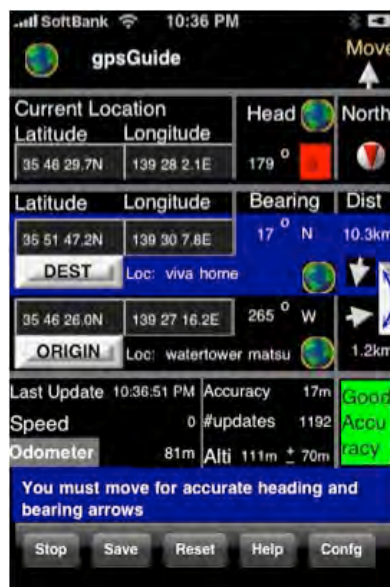 SoftBank 10:36 PM
gpsGuide Move
Current Location Head North
Latitude Longitude
35 46 29.7N 139 28 2.1E 179 °
Latitude Longitude Bearing Dist
35 51 47.2N 139 30 7.8E 17 ° N 10.3km
DEST Loc: viva home
35 46 26.0N 139 27 16.2E 265 ° W
ORIGIN Loc: watertower matsu 1.2km
Last Update 10:36:51 PM Accuracy 17m Good
Speed 0 #updates 1192 Accu
Odometer 81m Alti 111m ± 70m racy
You must move for accurate heading and
bearing arrows
Stop Save Reset Help Confg